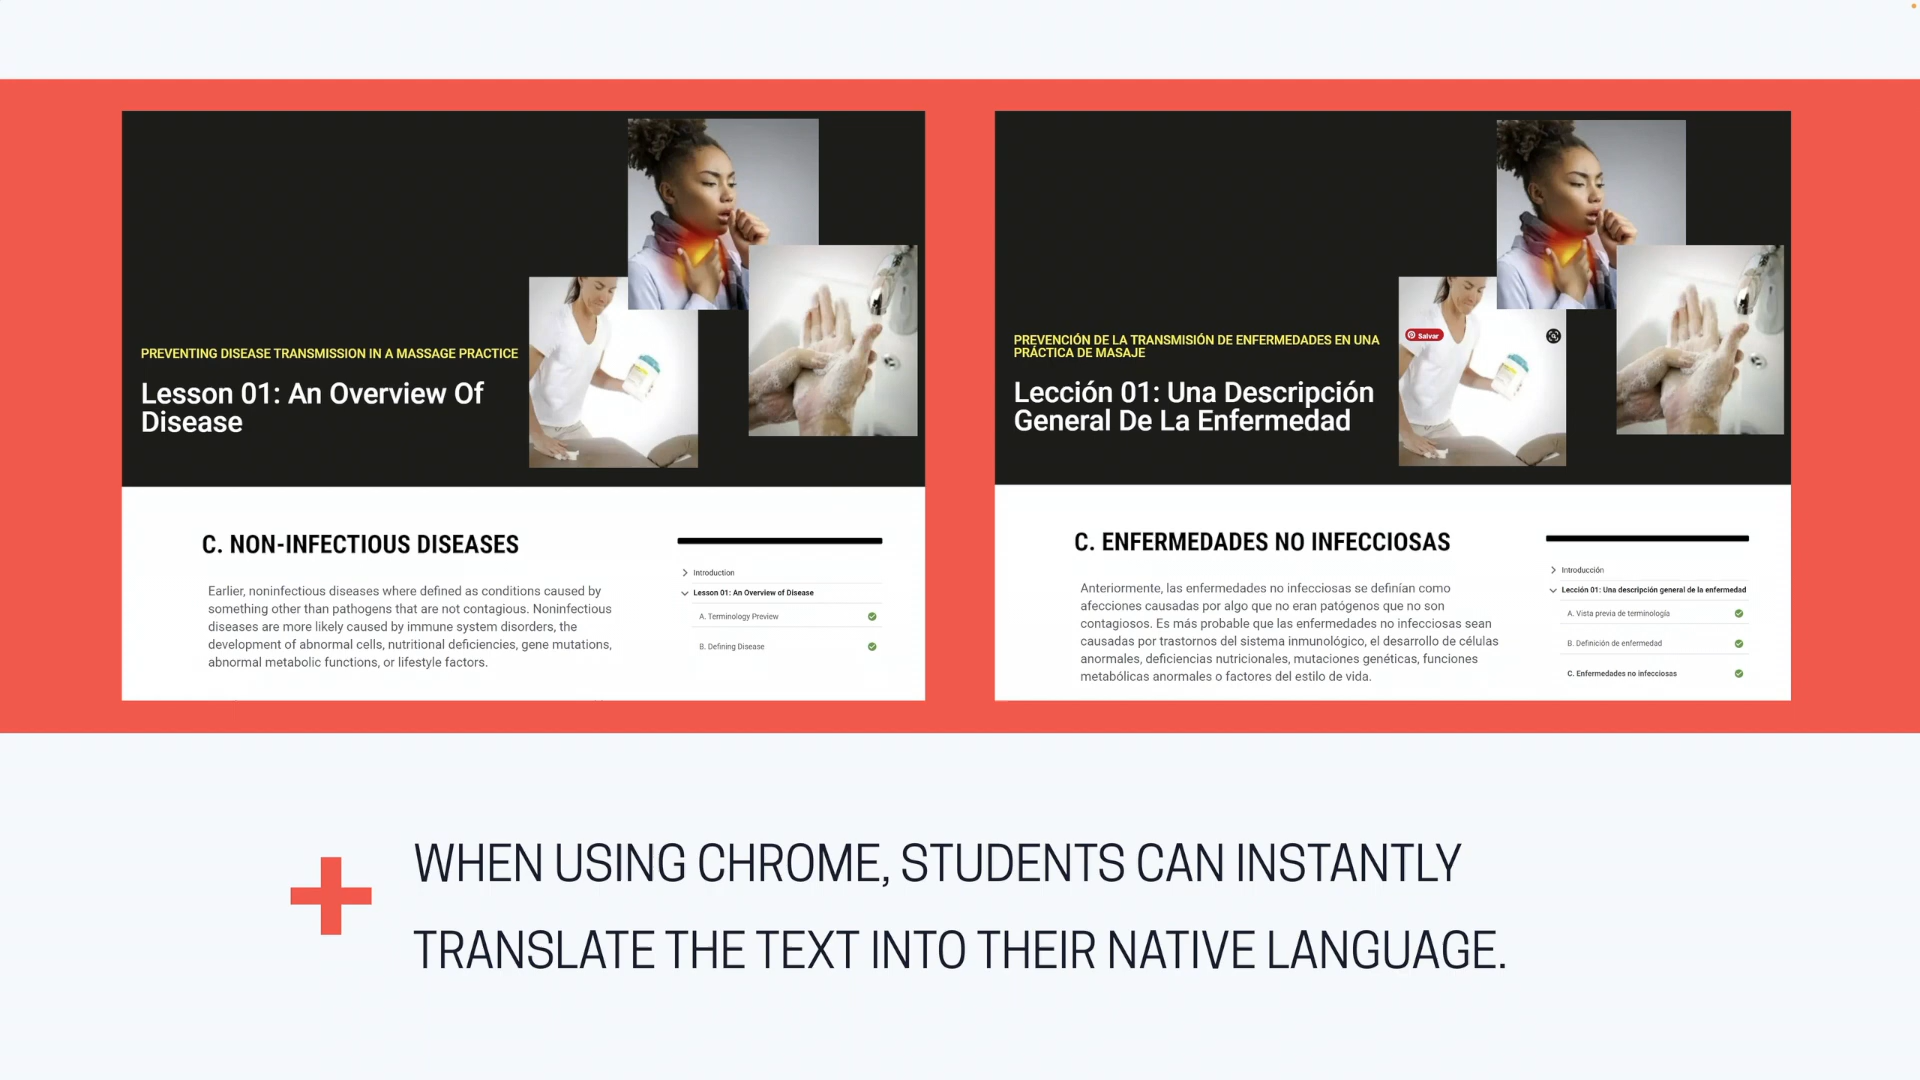 PREVENTING DISEASE TRANSMISSION IN A MASSAGE PRACTICE
Lesson 01: An Overview Of
Disease
C. NON-INFECTIOUS DISEASES
Earlier, noninfectious diseases where defined as conditions caused by
something other than pathogens that are not contagious. Noninfectious
diseases are more likely caused by immune system disorders, the
development of abnormal cells, nutritional deficiencies, gene mutations,
abnormal metabolic functions, or lifestyle factors.
Introduction
Lesson 01: An Overview of Disease
A. Terminology Preview
B. Defining Disease
PREVENCIÓN DE LA TRANSMISIÓN DE ENFERMEDADES EN UNA
PRÁCTICA DE MASAJE
Lección 01: Una Descripción
General De La Enfermedad
Salvar
C. ENFERMEDADES NO INFECCIOSAS
Anteriormente, las enfermedades no infecciosas se definían como
afecciones causadas por algo que no eran patógenos que no son
contagiosos. Es más probable que las enfermedades no infecciosas sean
causadas por trastornos del sistema inmunológico, el desarrollo de células
anormales, deficiencias nutricionales, mutaciones genéticas, funciones
metabólicas anormales o factores del estilo de vida.
Introducción
Lección 01: Una descripción general de la enfermedad
A. Vista previa de terminología
B. Definición de enfermedad
C. Enfermedades no infecciosas
WHEN USING CHROME, STUDENTS CAN INSTANTLY
TRANSLATE THE TEXT INTO THEIR NATIVE LANGUAGE.